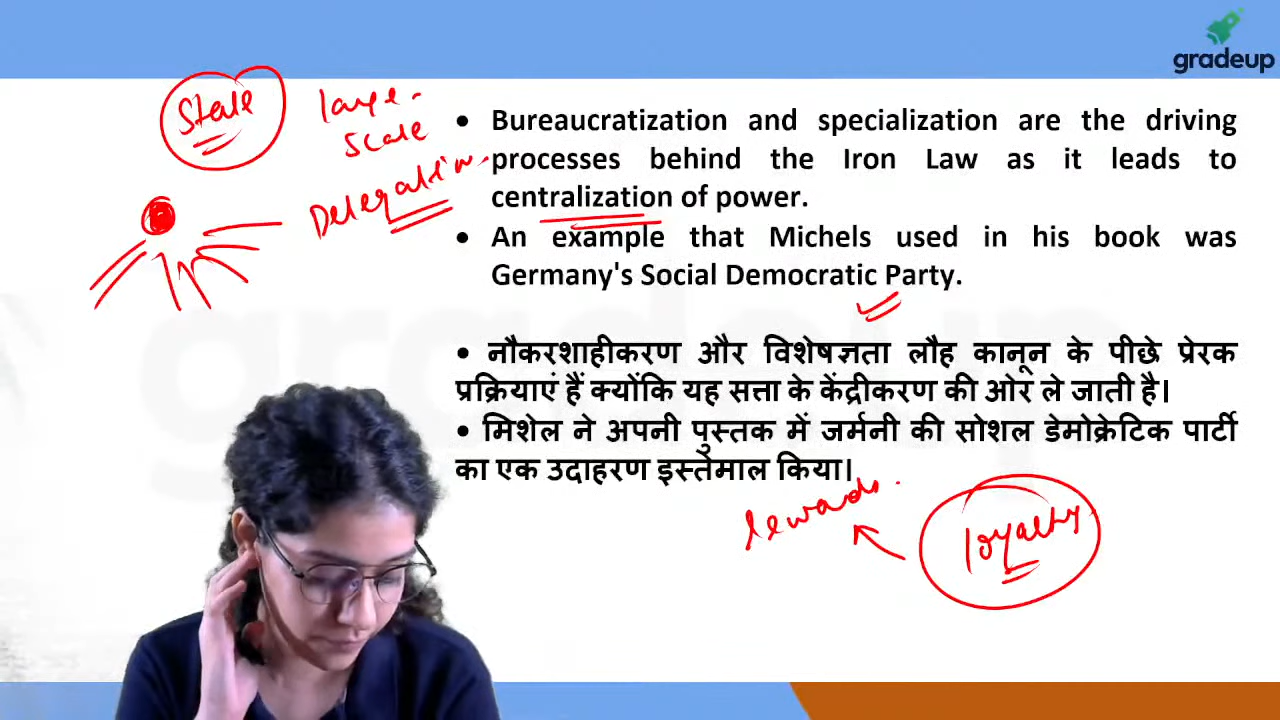 gradeup
State
large-
scale
Delegation
• Bureaucratization and specialization are the driving
processes behind the Iron Law as it leads to
centralization of power.
• An example that Michels used in his book was
Germany's Social Democratic Party.
• नौकरशाहीकरण और विशेषज्ञता लौह कानून के पीछे प्रेरक
प्रक्रियाएं हैं क्योंकि यह सत्ता के केंद्रीकरण की ओर ले जाती है।
• मिशेल ने अपनी पुस्तक में जर्मनी की सोशल डेमोक्रेटिक पार्टी
का एक उदाहरण इस्तेमाल किया।
rewards.
loyalty
gradeup